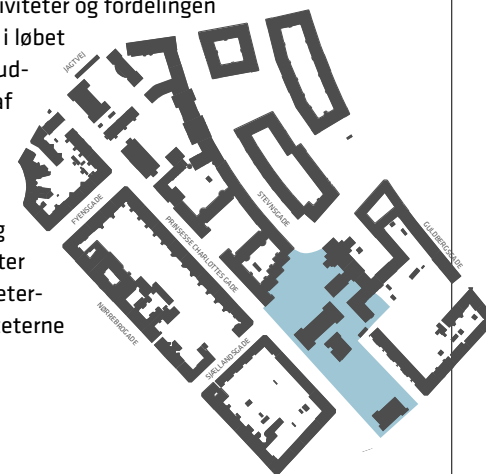 iviteter og fordelingen
i løbet
ud-
af
g
ter
eter-
eterne
JAGTVEJ
FYENSGADE
STEVNSGADE
GULDBERGSGADE
PRINSESSE CHARLOTTES GADE
NØRREBROGADE
SJÆLLANDSGADE